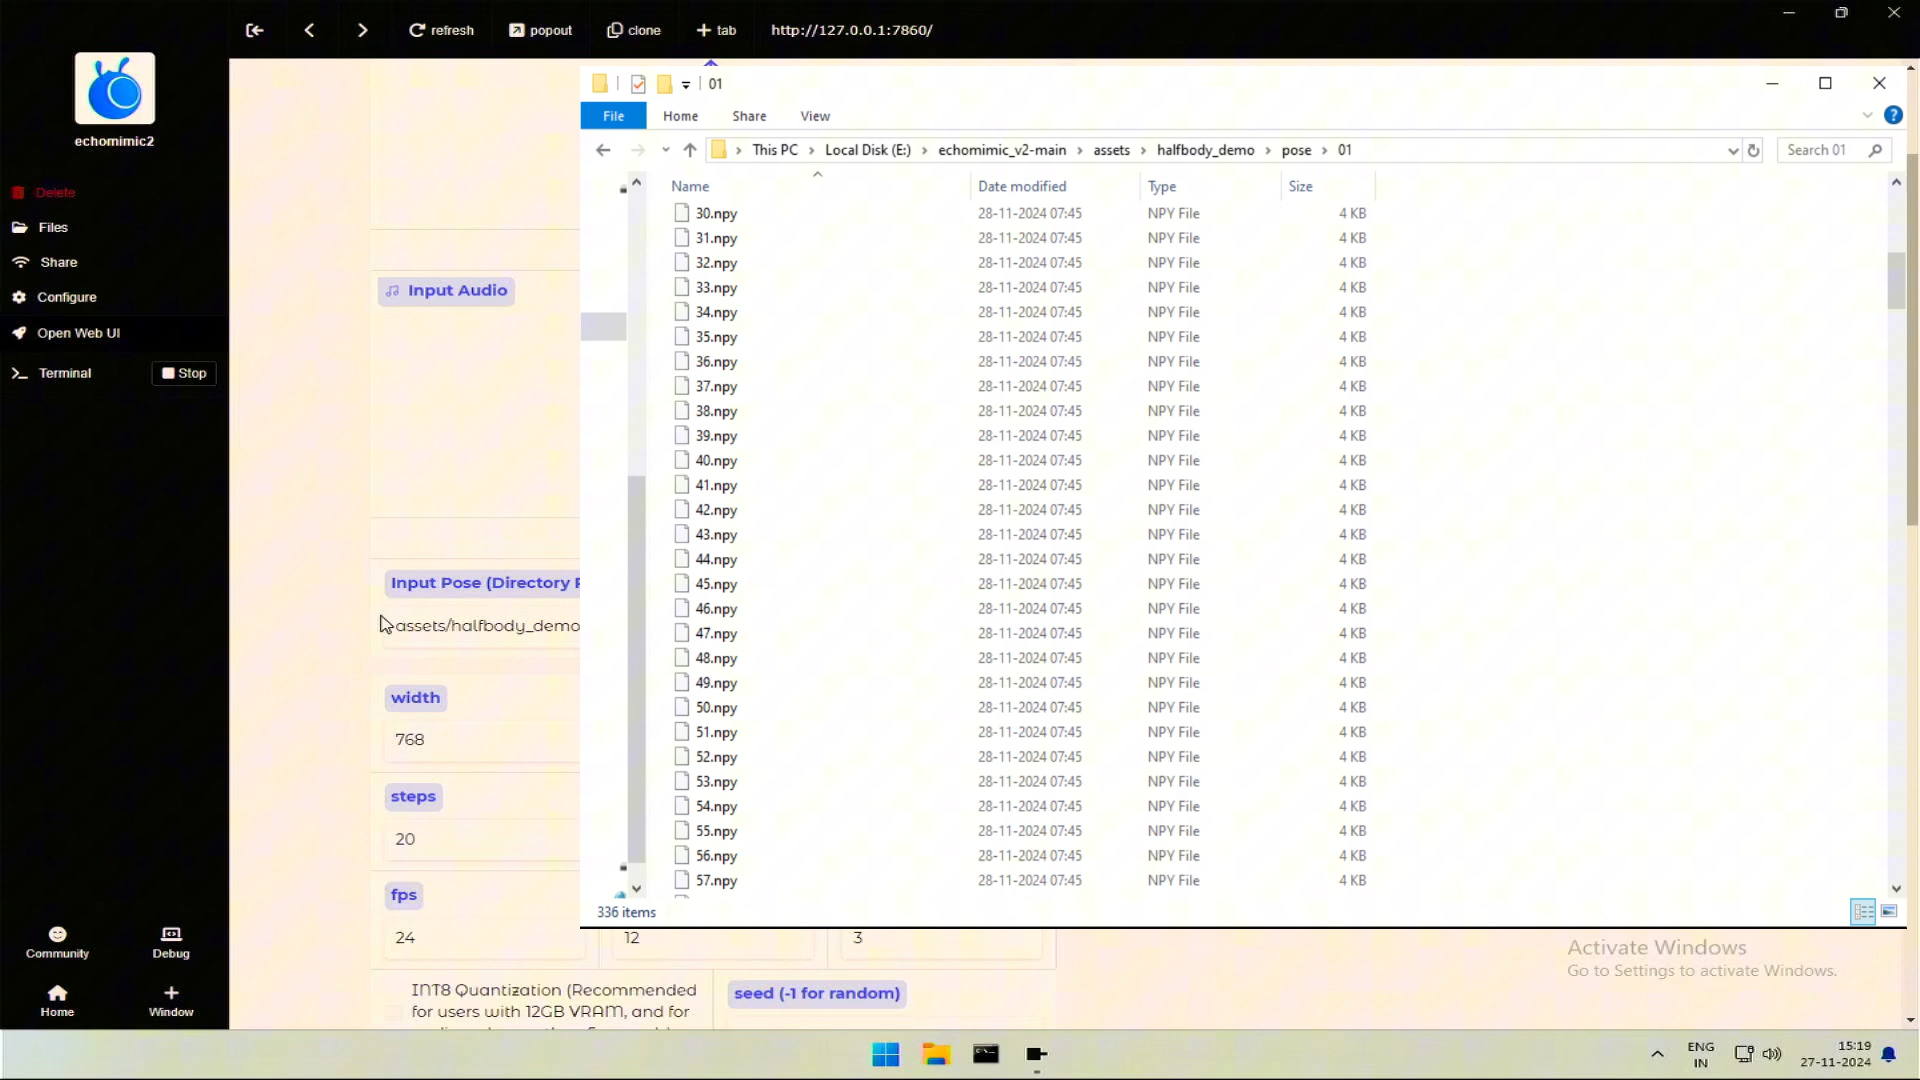 refresh
popout
clone
tab
http://127.0.0.1:7860/
echomimic2
Delete
Files
Share
Configure
Open Web UI
Terminal
Stop
Community
Debug
Home
Window
Input Audio
Input Pose (Directory
assets/halfbody_demo
width
768
steps
20
fps
24
12
3
INT8 Quantization (Recommended
for users with 12GB VRAM, and for
seed (-1 for random)
01
File Home Share View
This PC > Local Disk (E:) > echomimic_v2-main > assets > halfbody_demo > pose > 01
Search 01
Name Date modified Type Size
30.npy 28-11-2024 07:45 NPY File 4 KB
31.npy 28-11-2024 07:45 NPY File 4 KB
32.npy 28-11-2024 07:45 NPY File 4 KB
33.npy 28-11-2024 07:45 NPY File 4 KB
34.npy 28-11-2024 07:45 NPY File 4 KB
35.npy 28-11-2024 07:45 NPY File 4 KB
36.npy 28-11-2024 07:45 NPY File 4 KB
37.npy 28-11-2024 07:45 NPY File 4 KB
38.npy 28-11-2024 07:45 NPY File 4 KB
39.npy 28-11-2024 07:45 NPY File 4 KB
40.npy 28-11-2024 07:45 NPY File 4 KB
41.npy 28-11-2024 07:45 NPY File 4 KB
42.npy 28-11-2024 07:45 NPY File 4 KB
43.npy 28-11-2024 07:45 NPY File 4 KB
44.npy 28-11-2024 07:45 NPY File 4 KB
45.npy 28-11-2024 07:45 NPY File 4 KB
46.npy 28-11-2024 07:45 NPY File 4 KB
47.npy 28-11-2024 07:45 NPY File 4 KB
48.npy 28-11-2024 07:45 NPY File 4 KB
49.npy 28-11-2024 07:45 NPY File 4 KB
50.npy 28-11-2024 07:45 NPY File 4 KB
51.npy 28-11-2024 07:45 NPY File 4 KB
52.npy 28-11-2024 07:45 NPY File 4 KB
53.npy 28-11-2024 07:45 NPY File 4 KB
54.npy 28-11-2024 07:45 NPY File 4 KB
55.npy 28-11-2024 07:45 NPY File 4 KB
56.npy 28-11-2024 07:45 NPY File 4 KB
57.npy 28-11-2024 07:45 NPY File 4 KB
336 items
Activate Windows
Go to Settings to activate Windows.
ENG
IN
15:19
27-11-2024